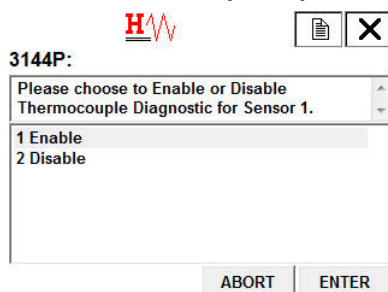 H
3144P:
Please choose to Enable or Disable
Thermocouple Diagnostic for Sensor 1.
1 Enable
2 Disable
ABORT
ENTER